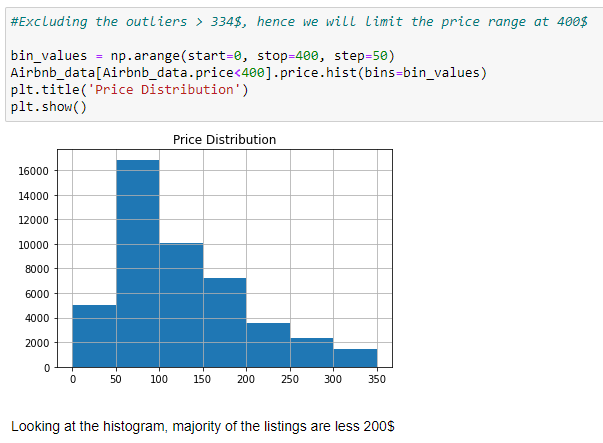 #Excluding the outliers > 334$, hence we will limit the price range at 400$
bin_values = np.arange(start=0, stop=400, step=50)
Airbnb_data[Airbnb_data.price<400].price.hist(bins=bin_values)
plt.title('Price Distribution')
plt.show()
Price Distribution
16000
14000
12000
10000
8000
6000
4000
2000
0
0 50 100 150 200 250 300 350
Looking at the histogram, majority of the listings are less 200$